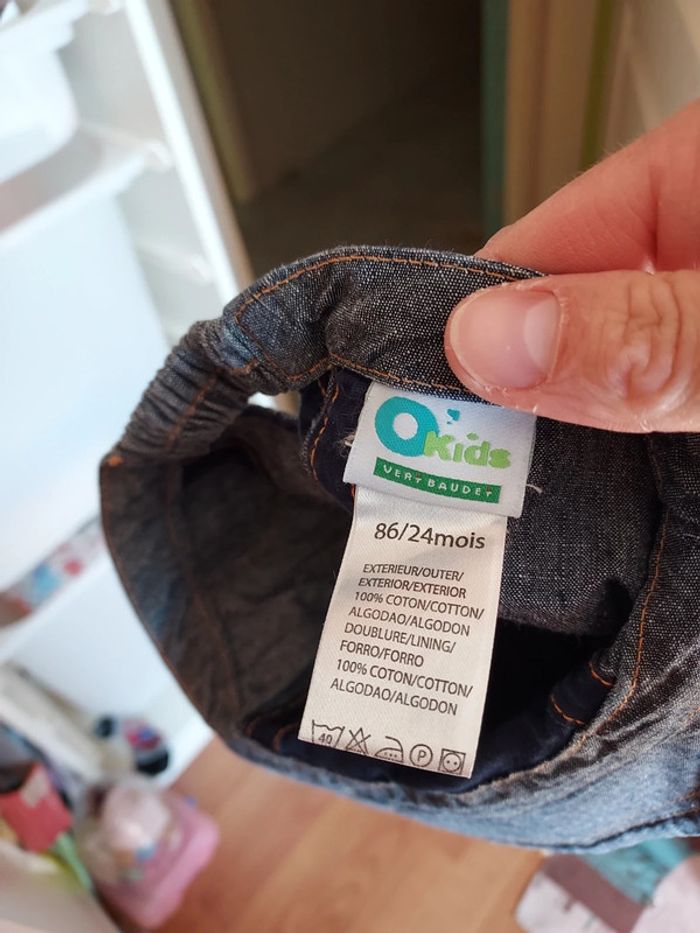 OKids
VERTBAUDET
86/24mois
EXTERIEUR/OUTER/
EXTERIOR/EXTERIOR
100% COTON/COTTON/
ALGODAO/ALGODON
DOUBLURE/LINING/
FORRO/FORRO
100% COTON/COTTON/
ALGODAO/ALGODON
40 P